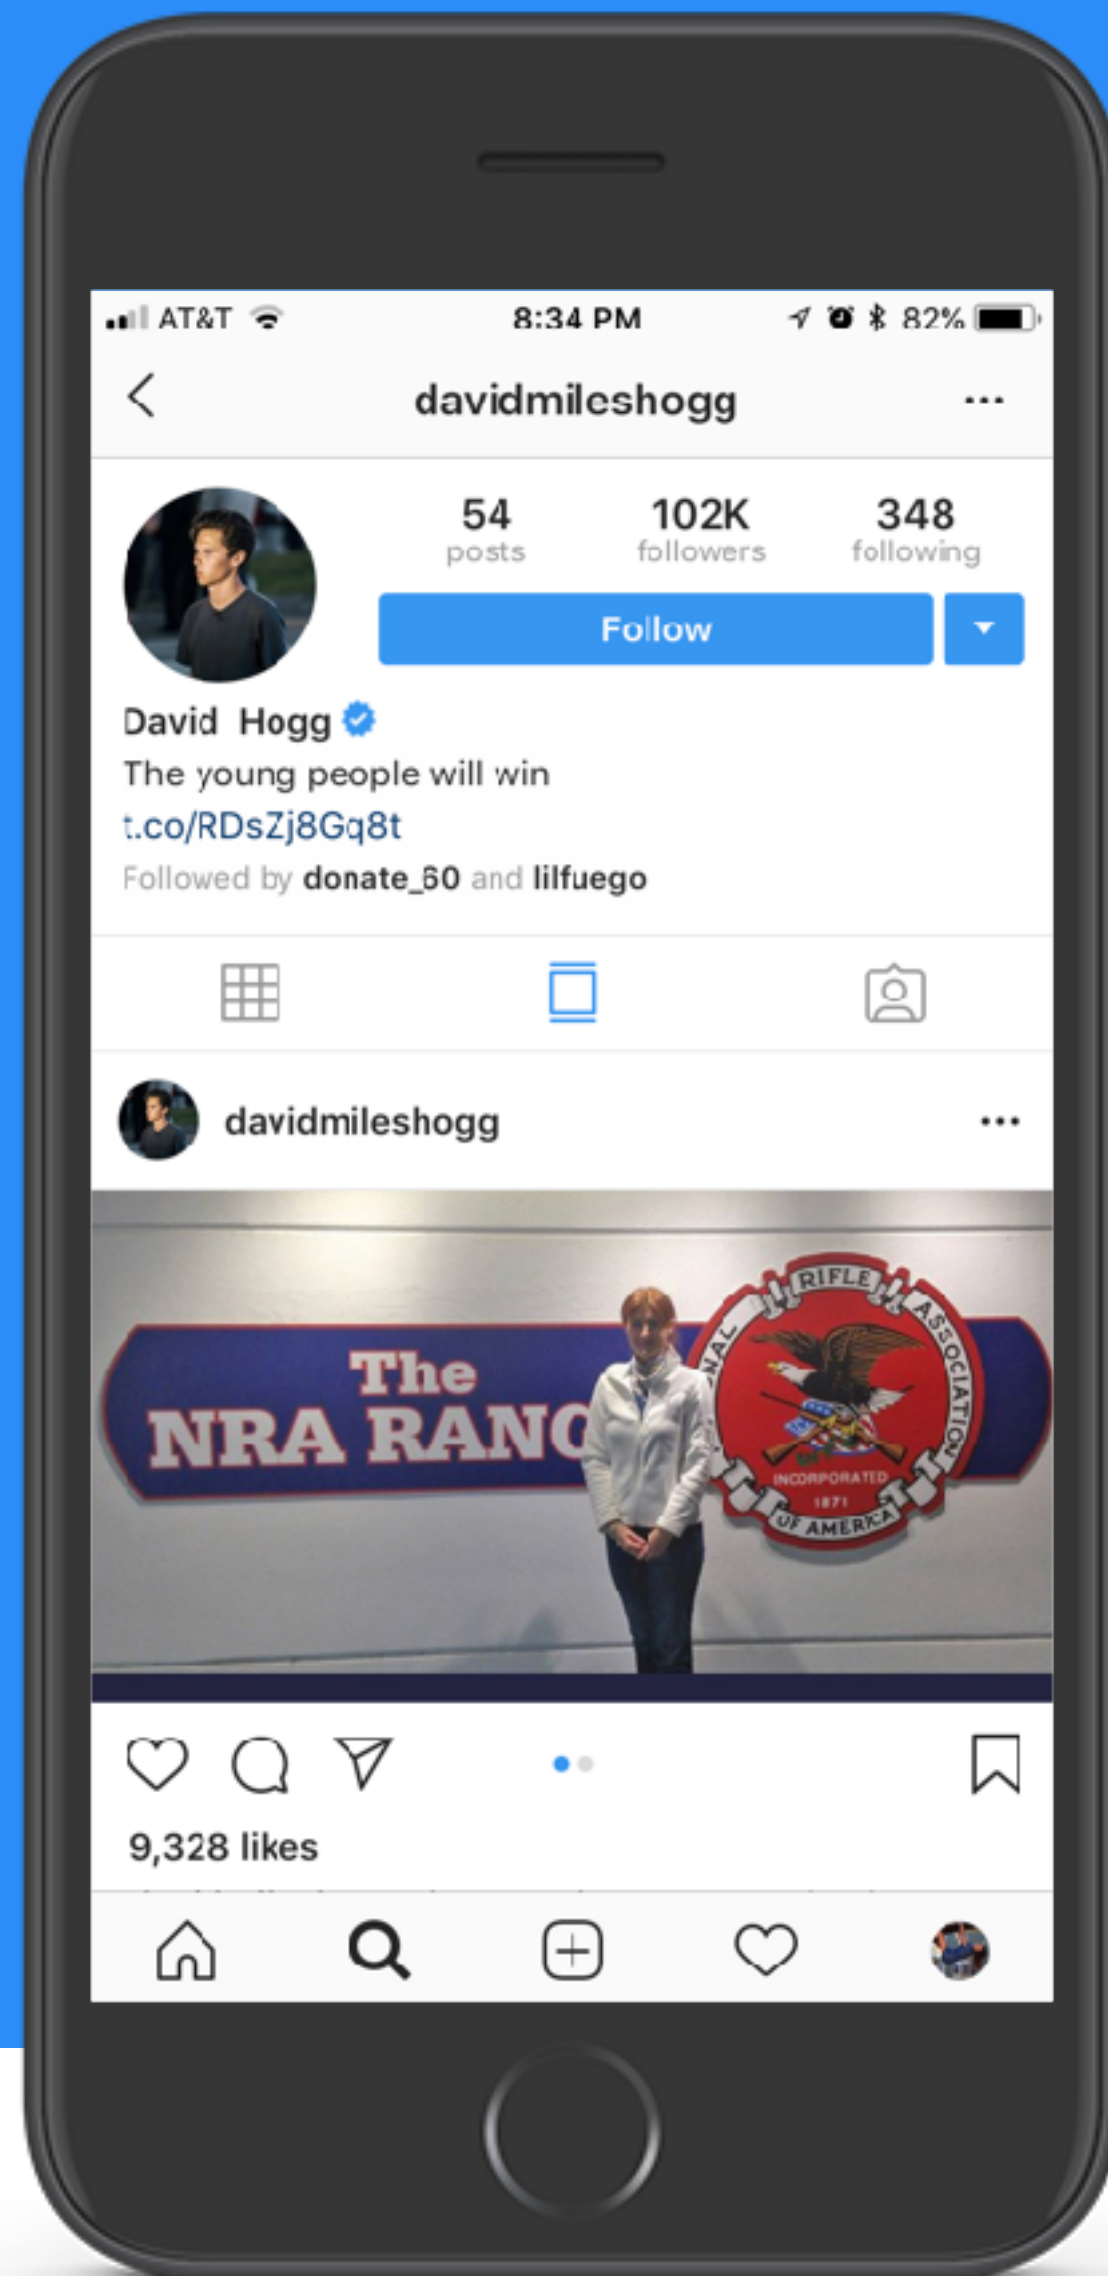 AT&T 8:34 PM 82%
davidmileshogg
54 102K 348
posts followers following
Follow
David Hogg
The young people will win
t.co/RDsZj8Gq8t
Followed by donate_60 and lilfuego
davidmileshogg
The
NRA RANG
NAL RIFLE ASSOCIATION
INCORPORATED
1871
OF AMERICA
9,328 likes